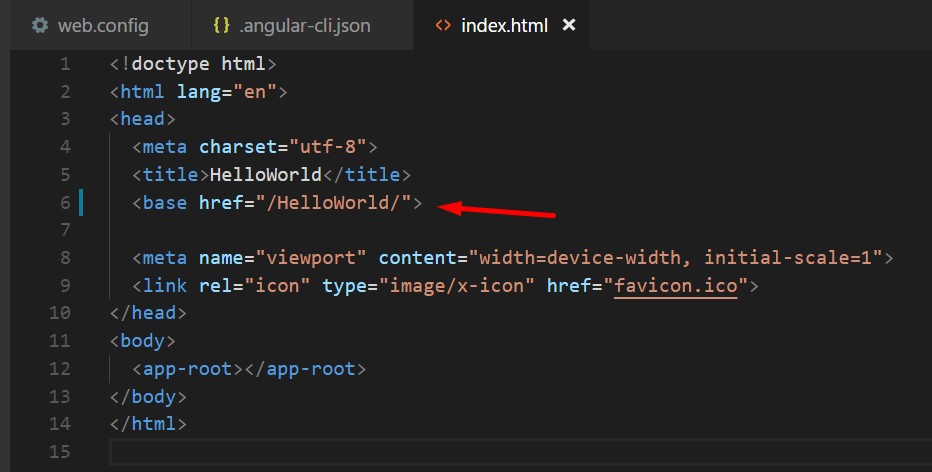 web.config {} .angular-cli.json <> index.html ×
1 <!doctype html>
2 <html lang="en">
3 <head>
4 <meta charset="utf-8">
5 <title>HelloWorld</title>
6 <base href="/HelloWorld/">
7
8 <meta name="viewport" content="width=device-width, initial-scale=1">
9 <link rel="icon" type="image/x-icon" href="favicon.ico">
10 </head>
11 <body>
12 <app-root></app-root>
13 </body>
14 </html>
15